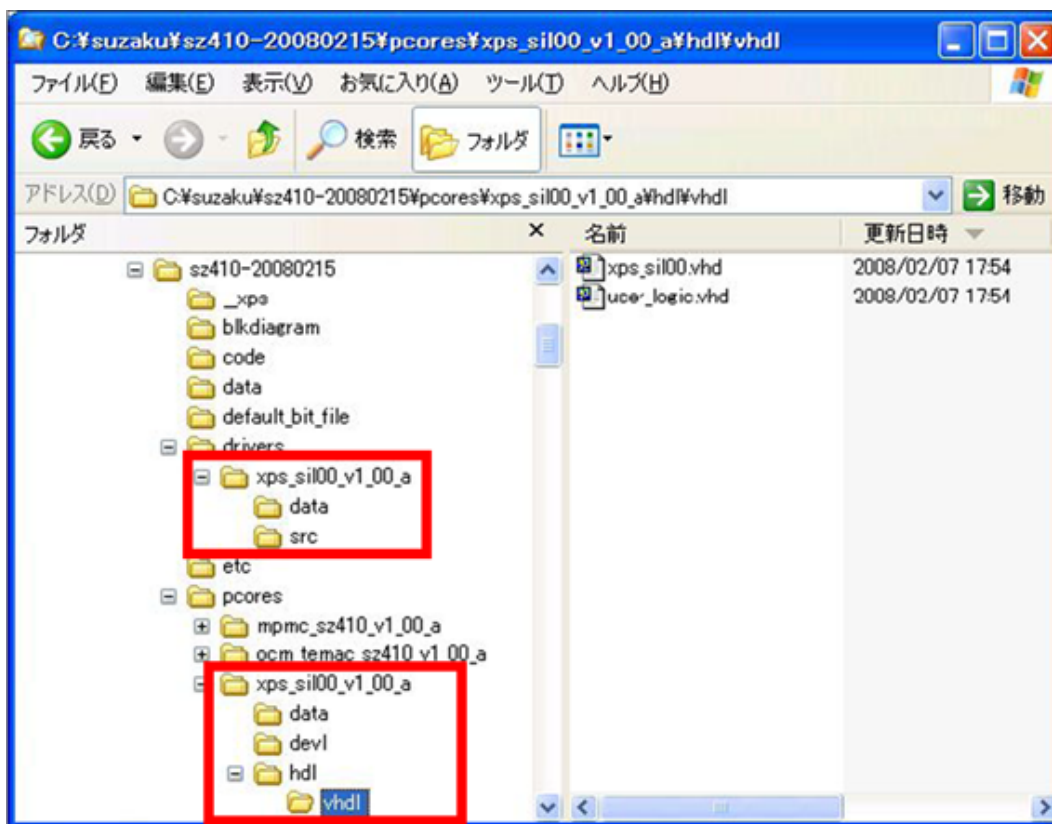 C:¥suzaku¥sz410-20080215¥pcores¥xps_sil00_v1_00_a¥hdl¥vhdl
ファイル(F) 編集(E) 表示(V) お気に入り(A) ツール(T) ヘルプ(H)
戻る 検索 フォルダ
アドレス(D) C:¥suzaku¥sz410-20080215¥pcores¥xps_sil00_v1_00_a¥hdl¥vhdl 移動
フォルダ × 名前 更新日時
sz410-20080215
_xps
blkdiagram
code
data
default_bit_file
drivers
xps_sil00_v1_00_a
data
src
etc
pcores
mpmc_sz410_v1_00_a
ocm_temac_sz410_v1_00_a
xps_sil00_v1_00_a
data
devl
hdl
vhdl
xps_sil00.vhd 2008/02/07 17:54
user_logic.vhd 2008/02/07 17:54